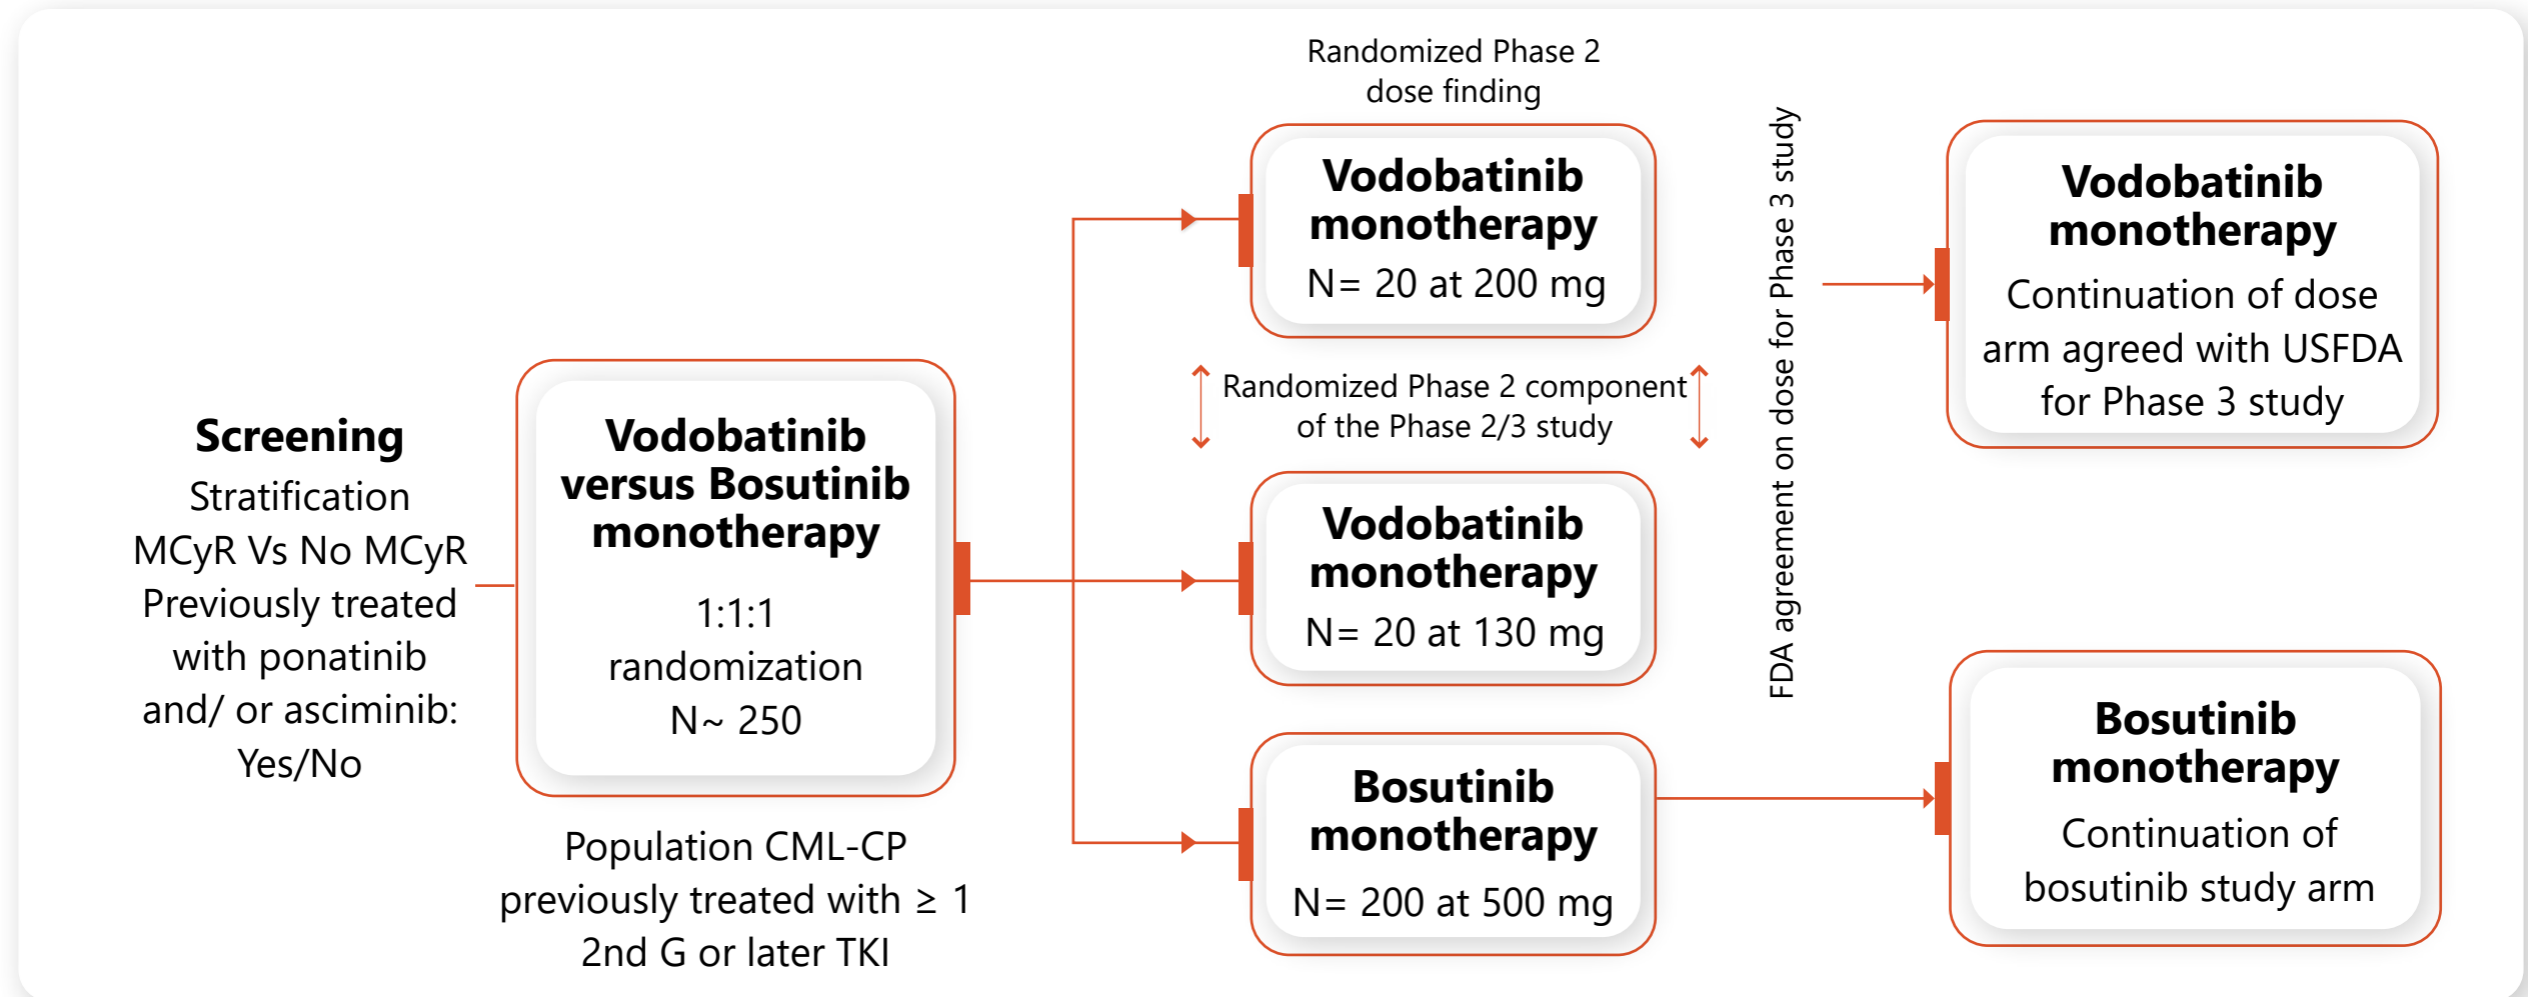 Screening
Stratification
MCyR Vs No MCyR
Previously treated
with ponatinib
and/ or asciminib:
Yes/No
Vodobatinib
versus Bosutinib
monotherapy
1:1:1
randomization
N~ 250
Population CML-CP
previously treated with ≥ 1
2nd G or later TKI
Randomized Phase 2
dose finding
Vodobatinib
monotherapy
N= 20 at 200 mg
Randomized Phase 2 component
of the Phase 2/3 study
Vodobatinib
monotherapy
N= 20 at 130 mg
Bosutinib
monotherapy
N= 200 at 500 mg
FDA agreement on dose for Phase 3 study
Vodobatinib
monotherapy
Continuation of dose
arm agreed with USFDA
for Phase 3 study
Bosutinib
monotherapy
Continuation of
bosutinib study arm